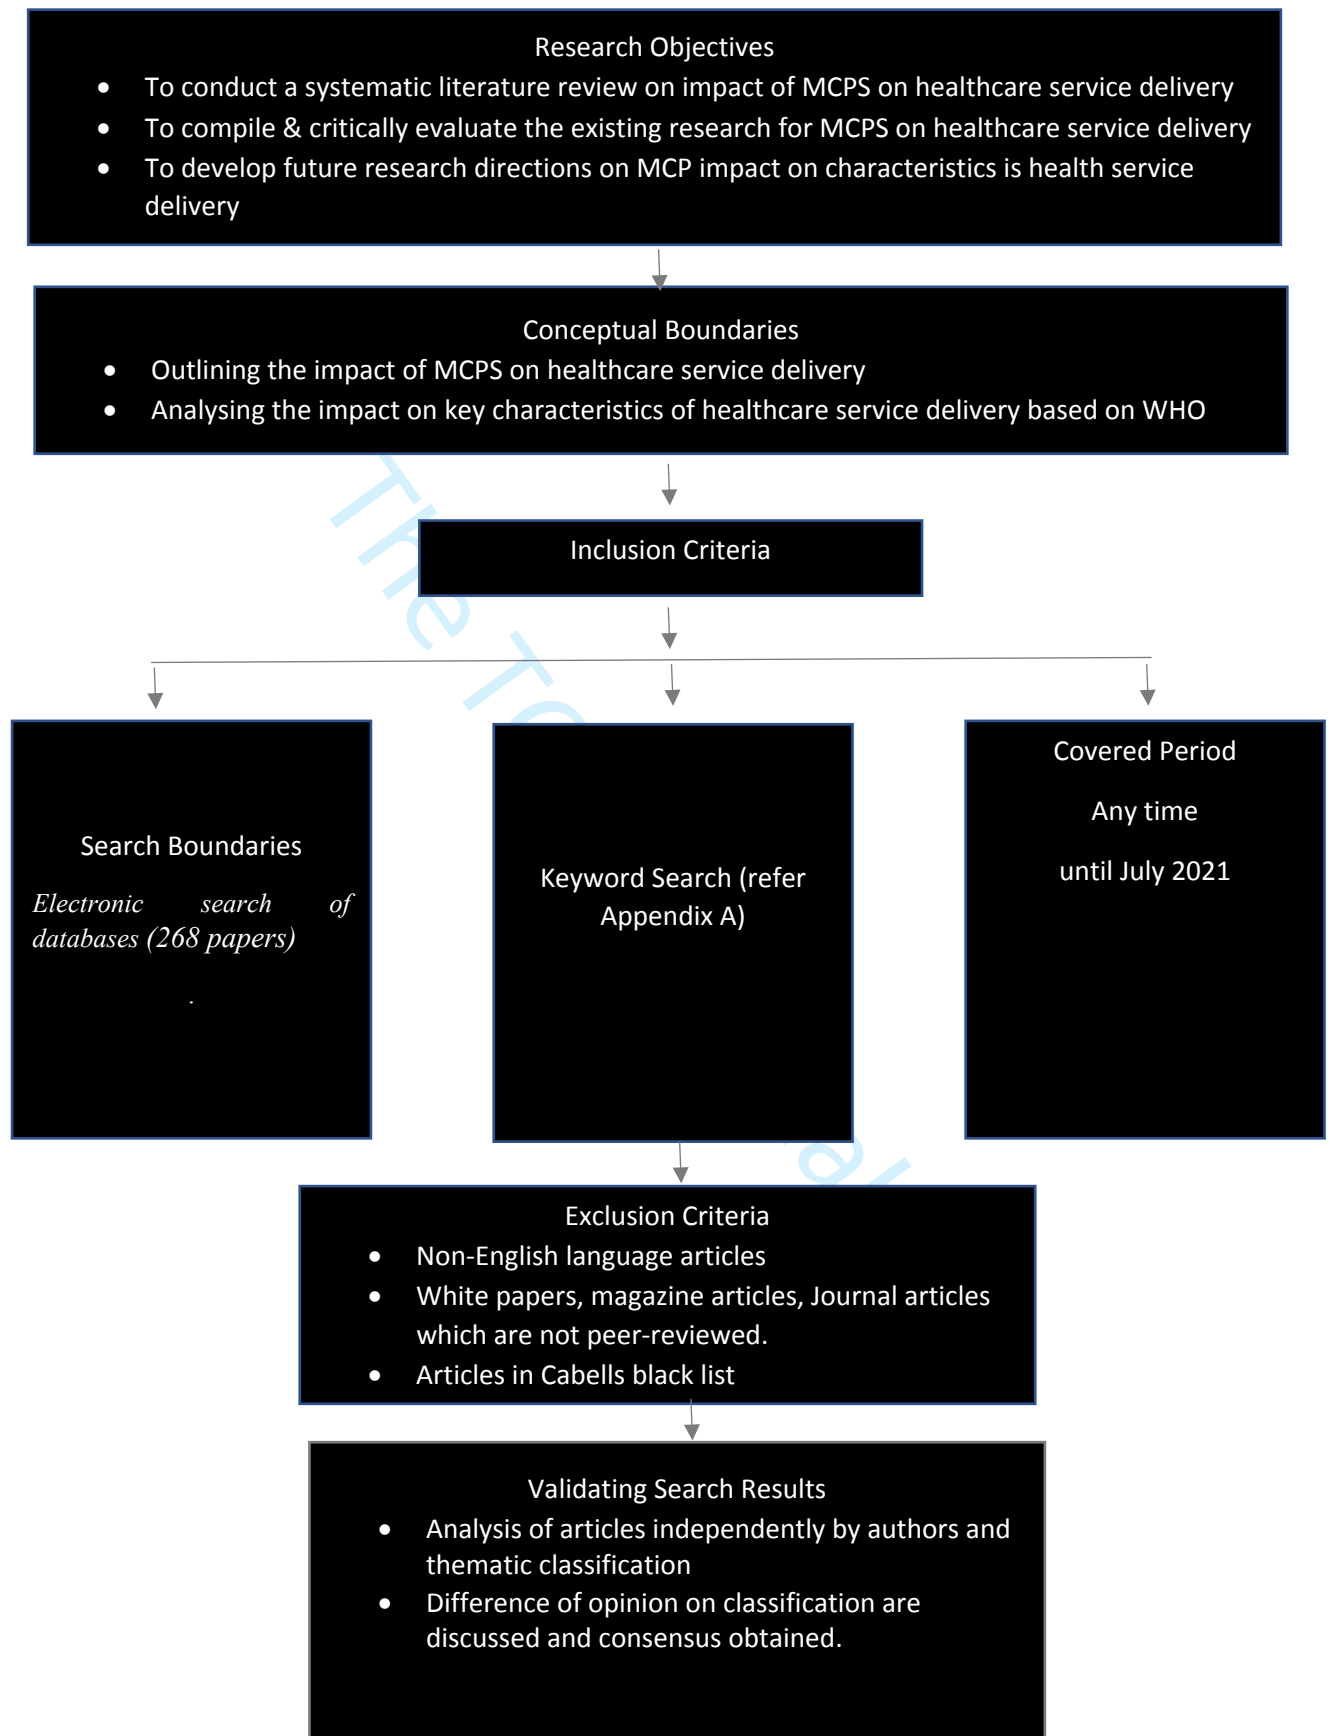 Research Objectives
• To conduct a systematic literature review on impact of MCPS on healthcare service delivery
• To compile & critically evaluate the existing research for MCPS on healthcare service delivery
• To develop future research directions on MCP impact on characteristics is health service
delivery
Conceptual Boundaries
• Outlining the impact of MCPS on healthcare service delivery
• Analysing the impact on key characteristics of healthcare service delivery based on WHO
The
Inclusion Criteria
Search Boundaries
Electronic search of
databases (268 papers)
.
Keyword Search (refer
Appendix A)
Covered Period
Any time
until July 2021
Exclusion Criteria
• Non-English language articles
• White papers, magazine articles, Journal articles
which are not peer-reviewed.
• Articles in Cabells black list
Validating Search Results
• Analysis of articles independently by authors and
thematic classification
• Difference of opinion on classification are
discussed and consensus obtained.